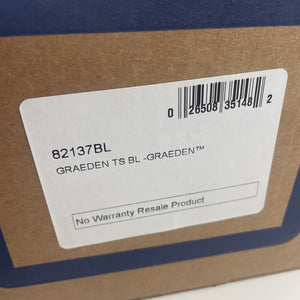 0 26508 35148 2
82137BL
GRAEDEN TS BL -GRAEDEN™
No Warranty Resale Product